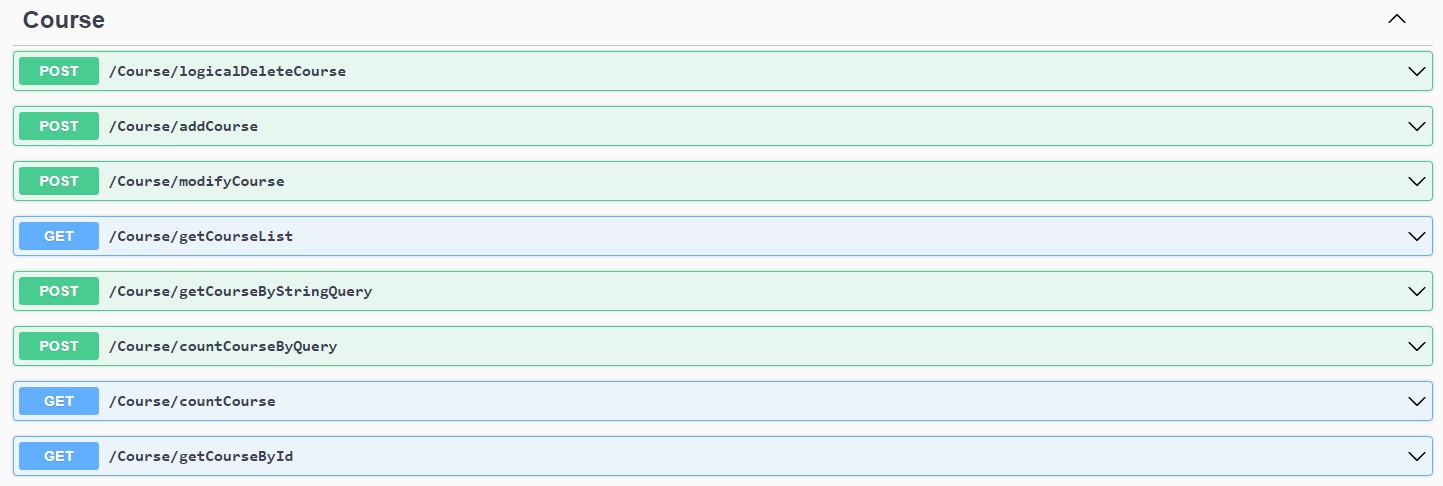 Course
POST /Course/logicalDeleteCourse
POST /Course/addCourse
POST /Course/modifyCourse
GET /Course/getCourseList
POST /Course/getCourseByStringQuery
POST /Course/countCourseByQuery
GET /Course/countCourse
GET /Course/getCourseById